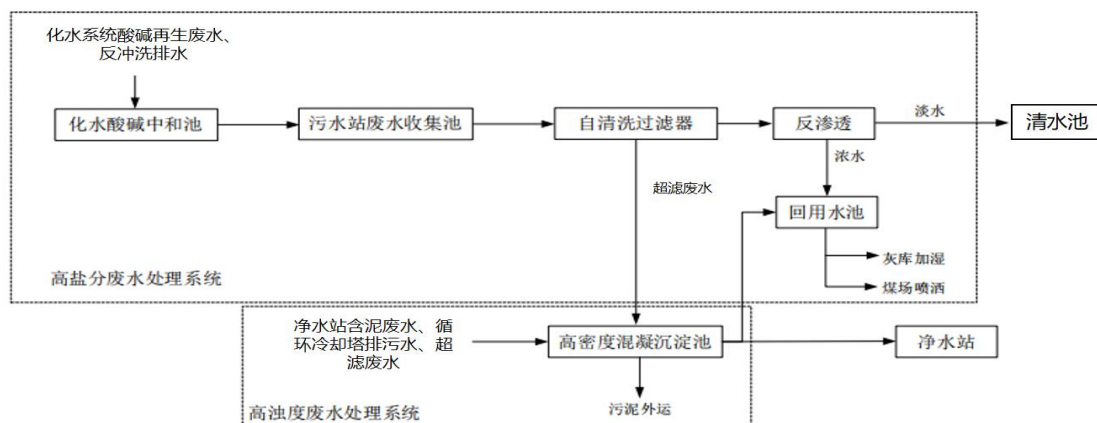 化水系统酸碱再生废水、
反冲洗排水
化水酸碱中和池
污水站废水收集池
自清洗过滤器
反渗透
淡水
清水池
浓水
超滤废水
回用水池
灰库加湿
煤场喷洒
高盐分废水处理系统
净水站含泥废水、循
环冷却塔排污水、超
滤废水
高密度混凝沉淀池
净水站
污泥外运
高浊度废水处理系统